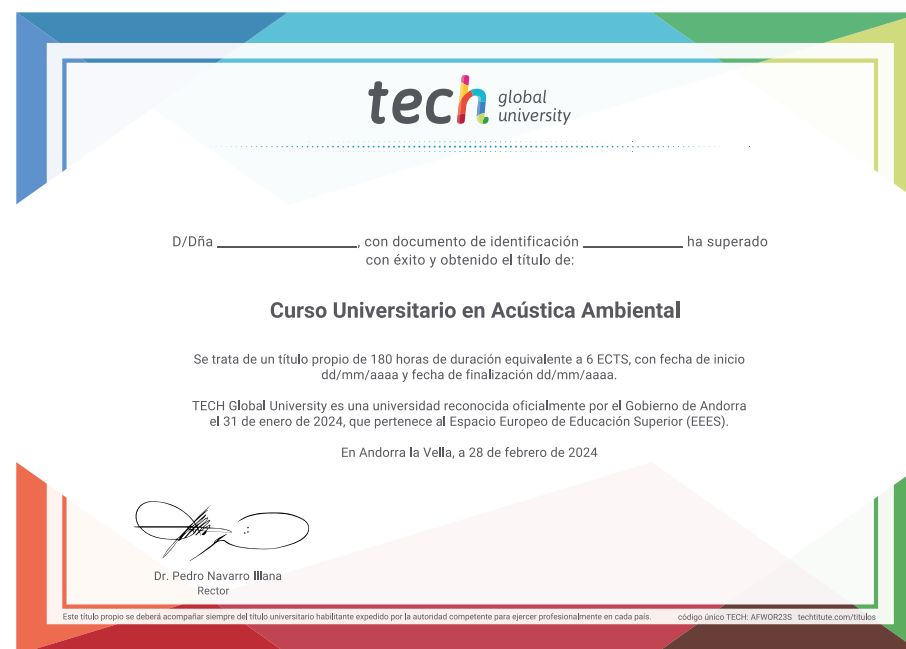 tech global university
D/Dña ________________, con documento de identificación ____________ ha superado
con éxito y obtenido el título de:
Curso Universitario en Acústica Ambiental
Se trata de un título propio de 180 horas de duración equivalente a 6 ECTS, con fecha de inicio
dd/mm/aaaa y fecha de finalización dd/mm/aaaa.
TECH Global University es una universidad reconocida oficialmente por el Gobierno de Andorra
el 31 de enero de 2024, que pertenece al Espacio Europeo de Educación Superior (EEES).
En Andorra la Vella, a 28 de febrero de 2024
Dr. Pedro Navarro Illana
Rector
Este título propio se deberá acompañar siempre del título universitario habilitante expedido por la autoridad competente para ejercer profesionalmente en cada país. código único TECH: AFWOR23S techtitute.com/titulos